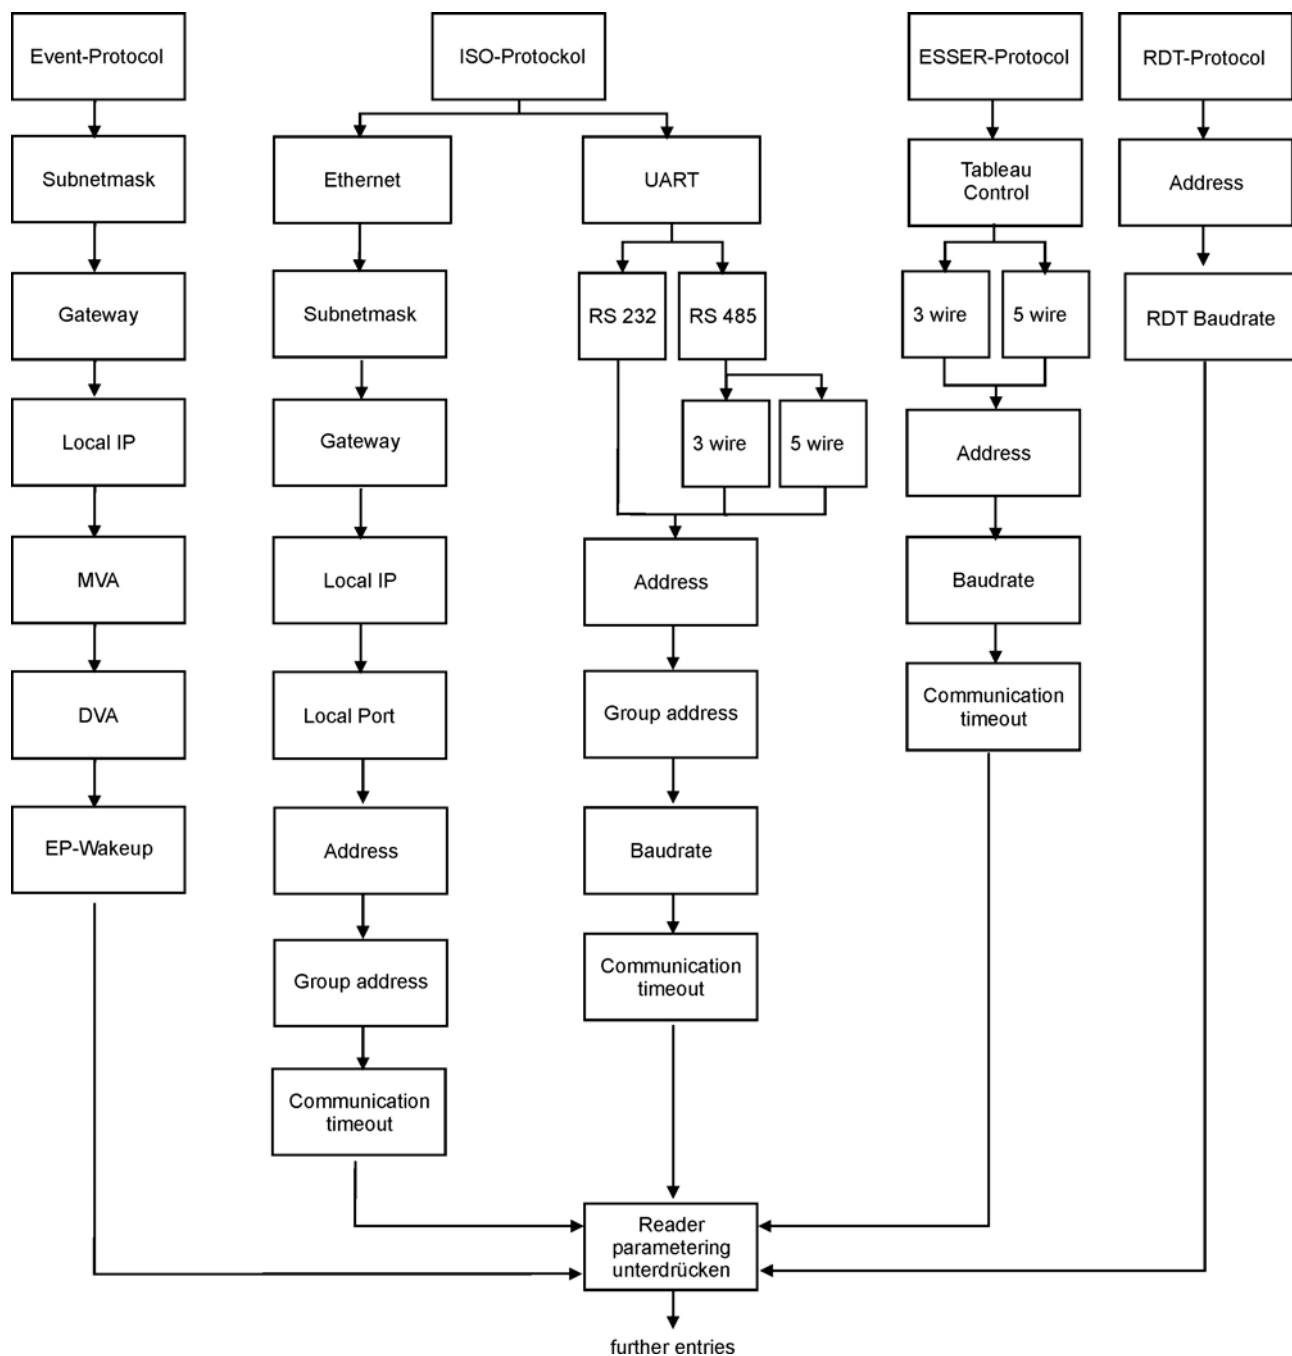 Event-Protocol
ISO-Protockol
ESSER-Protocol
RDT-Protocol
Subnetmask
Ethernet
UART
Tableau
Control
Address
Gateway
Subnetmask
RS 232
RS 485
3 wire
5 wire
RDT Baudrate
Local IP
Gateway
3 wire
5 wire
Address
MVA
Local IP
Address
Baudrate
DVA
Local Port
Group address
Communication
timeout
EP-Wakeup
Address
Baudrate
Group address
Communication
timeout
Communication
timeout
Reader
parametering
unterdrücken
further entries